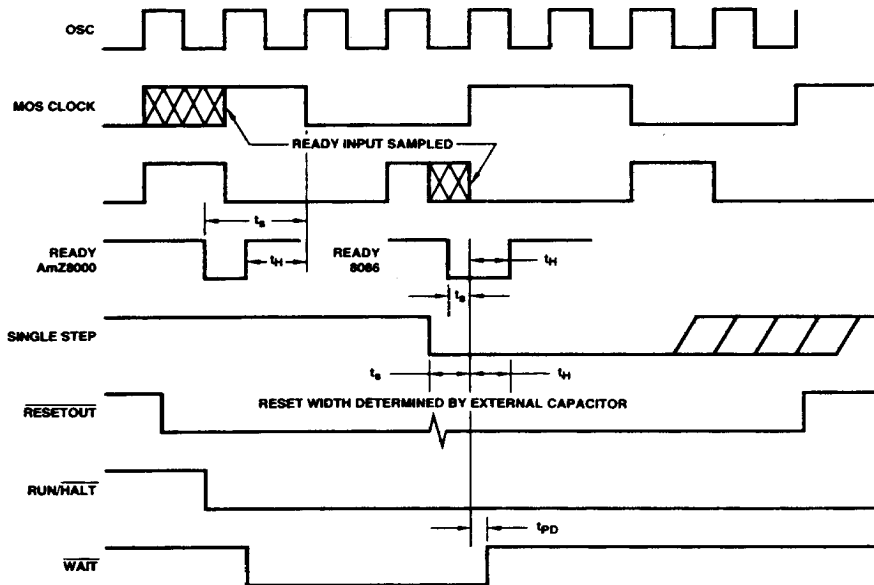 OSC
MOS CLOCK
READY INPUT SAMPLED
ts
READY
AmZ8000
tH
READY
8086
tH
ts
SINGLE STEP
ts
tH
RESET WIDTH DETERMINED BY EXTERNAL CAPACITOR
RESETOUT
RUN/HALT
tPD
WAIT